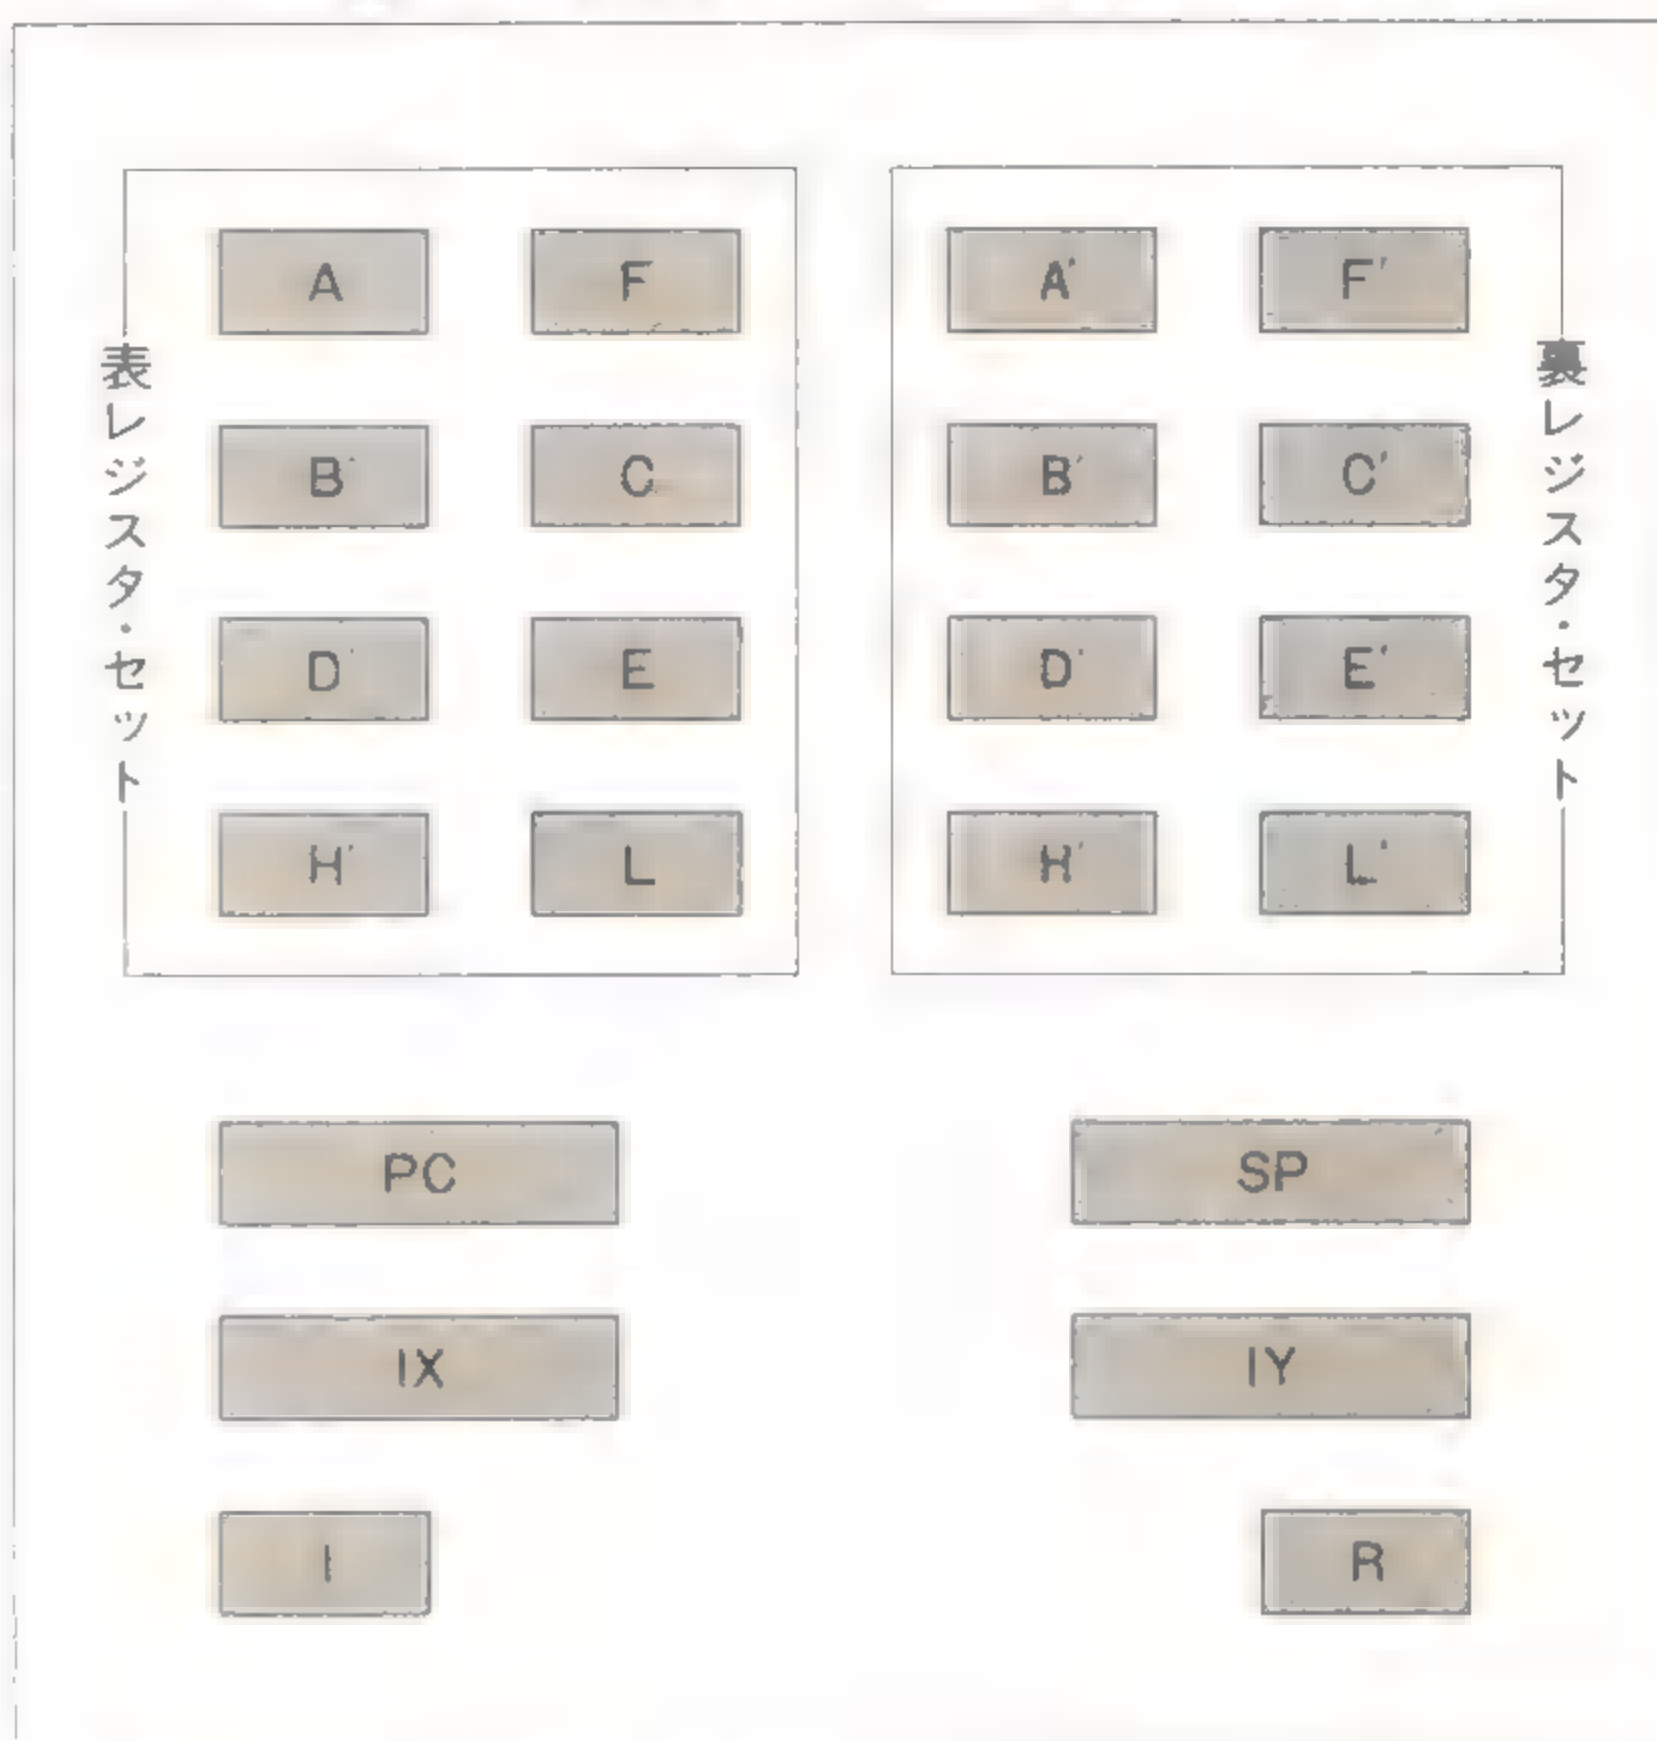 表レジスタ・セット
A F
B' C
D' E
H' L
裏レジスタ・セット
A' F'
B' C'
D' E'
H' L'
PC SP
IX IY
I R